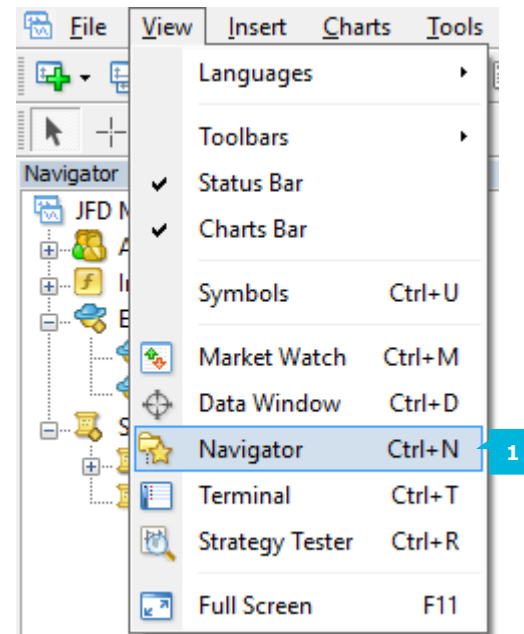 File View Insert Charts Tools
Languages
Toolbars
Navigator
Status Bar
JFD
Charts Bar
Symbols Ctrl+U
Market Watch Ctrl+M
Data Window Ctrl+D
Navigator Ctrl+N 1
Terminal Ctrl+T
Strategy Tester Ctrl+R
Full Screen F11